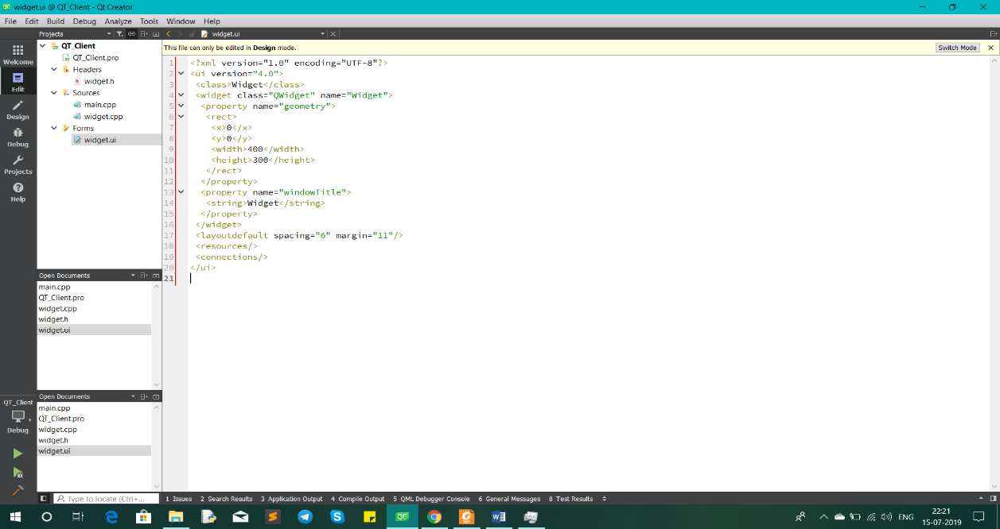 QC widget.ui @ QT_Client - Qt Creator
File Edit Build Debug Analyze Tools Window Help
Projects
widget.ui
Welcome
Edit
Design
Debug
Projects
Help
QT_Client
QT_Client.pro
Headers
h widget.h
Sources
main.cpp
widget.cpp
Forms
widget.ui
This file can only be edited in Design mode. Switch Mode
1 <?xml version="1.0" encoding="UTF-8"?>
2 <ui version="4.0">
3 <class>Widget</class>
4 <widget class="QWidget" name="Widget">
5 <property name="geometry">
6 <rect>
7 <x>0</x>
8 <y>0</y>
9 <width>400</width>
10 <height>300</height>
11 </rect>
12 </property>
13 <property name="windowTitle">
14 <string>Widget</string>
15 </property>
16 </widget>
17 <layoutdefault spacing="6" margin="11"/>
18 <resources/>
19 <connections/>
20 </ui>
21
Open Documents
main.cpp
QT_Client.pro
widget.cpp
widget.h
widget.ui
Open Documents
main.cpp
QT_Client.pro
widget.cpp
widget.h
widget.ui
QT_Client
Debug
Type to locate (Ctrl+...
1 Issues 2 Search Results 3 Application Output 4 Compile Output 5 QML Debugger Console 6 General Messages 8 Test Results
QC
ENG
22:21
15-07-2019